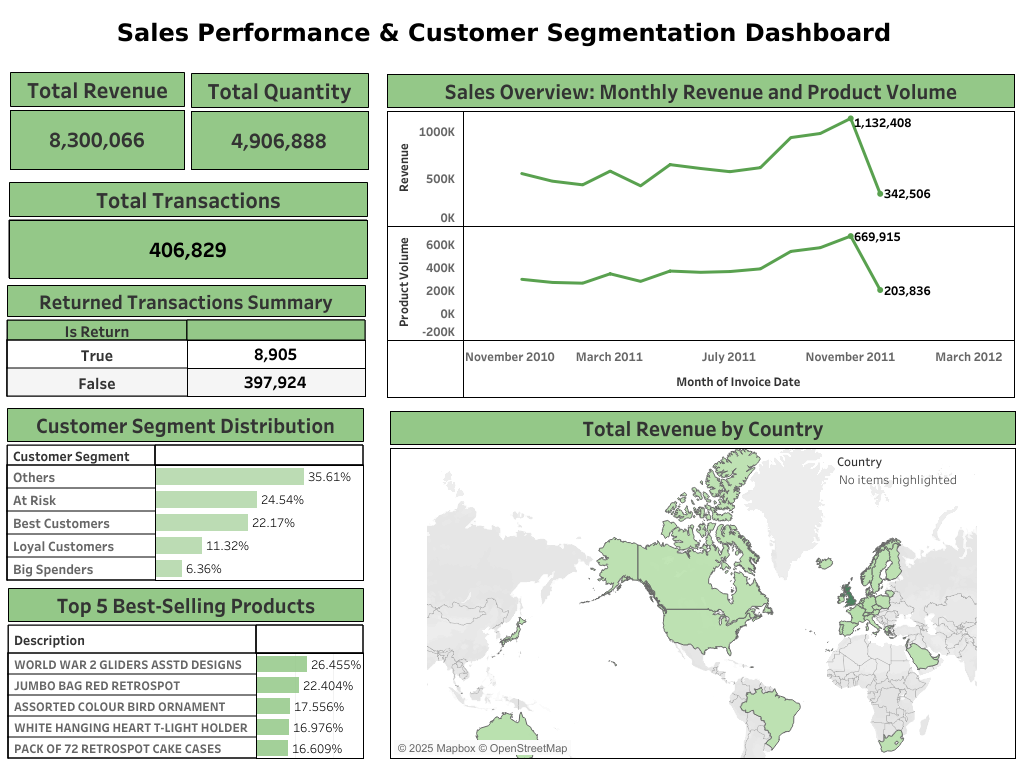 Sales Performance & Customer Segmentation Dashboard
Total Revenue
Total Quantity
8,300,066
4,906,888
Total Transactions
406,829
Returned Transactions Summary
Is Return
True 8,905
False 397,924
Customer Segment Distribution
Customer Segment
Others 35.61%
At Risk 24.54%
Best Customers 22.17%
Loyal Customers 11.32%
Big Spenders 6.36%
Top 5 Best-Selling Products
Description
WORLD WAR 2 GLIDERS ASSTD DESIGNS 26.455%
JUMBO BAG RED RETROSPOT 22.404%
ASSORTED COLOUR BIRD ORNAMENT 17.556%
WHITE HANGING HEART T-LIGHT HOLDER 16.976%
PACK OF 72 RETROSPOT CAKE CASES 16.609%
Sales Overview: Monthly Revenue and Product Volume
Revenue
1000K
500K
0K
1,132,408
342,506
Product Volume
600K
400K
200K
0K
-200K
669,915
203,836
November 2010 March 2011 July 2011 November 2011 March 2012
Month of Invoice Date
Total Revenue by Country
Country
No items highlighted
© 2025 Mapbox © OpenStreetMap